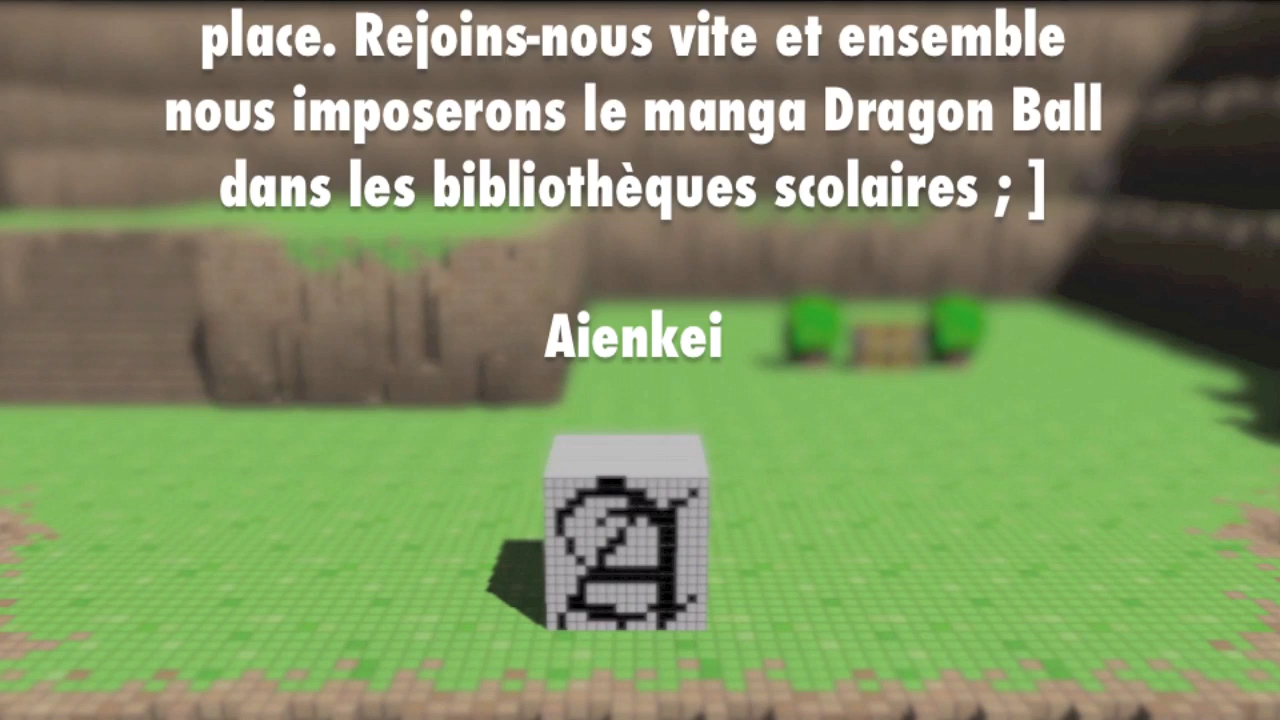 place. Rejoins-nous vite et ensemble
nous imposerons le manga Dragon Ball
dans les bibliothèques scolaires ; ]
Aienkei
A